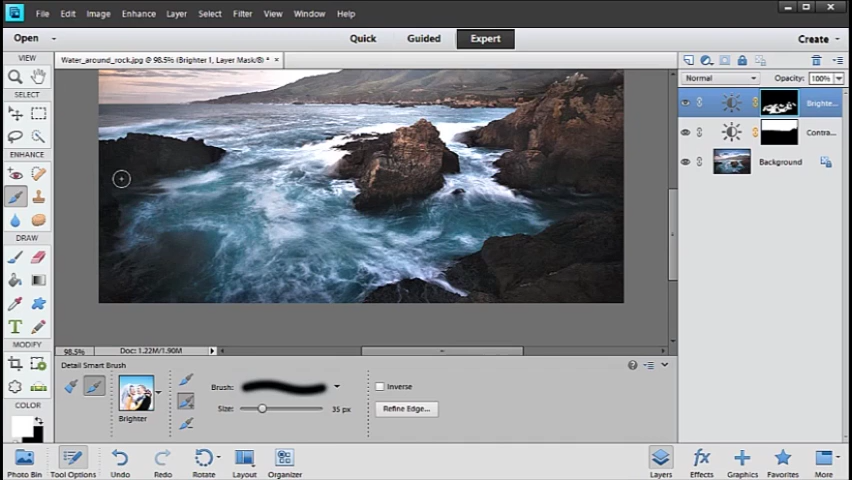 File Edit Image Enhance Layer Select Filter View Window Help
Open Quick Guided Expert Create
VIEW Water_around_rock.jpg @ 98.5% (Brighter 1, Layer Mask/8) *
Normal Opacity: 100%
SELECT
Brighte...
Contra...
ENHANCE
Background
DRAW
T
MODIFY
98.5% Doc: 1.22M/1.90M
Detail Smart Brush
Brush: Inverse
Size: 35 px Refine Edge...
COLOR
Brighter
Photo Bin Tool Options Undo Redo Rotate Layout Organizer Layers Effects Graphics Favorites More